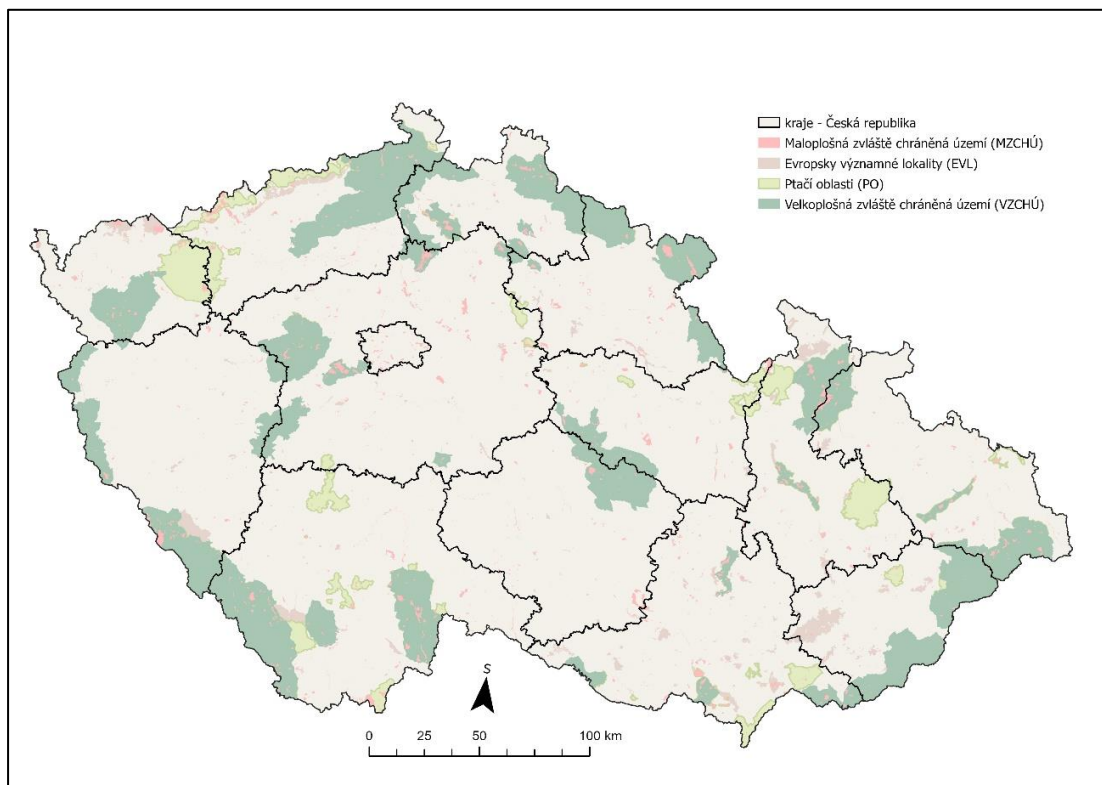 kraje - Česká republika
Maloplošná zvláště chráněná území (MZCHÚ)
Evropsky významné lokality (EVL)
Ptačí oblasti (PO)
Velkoplošná zvláště chráněná území (VZCHÚ)
S
0 25 50 100 km